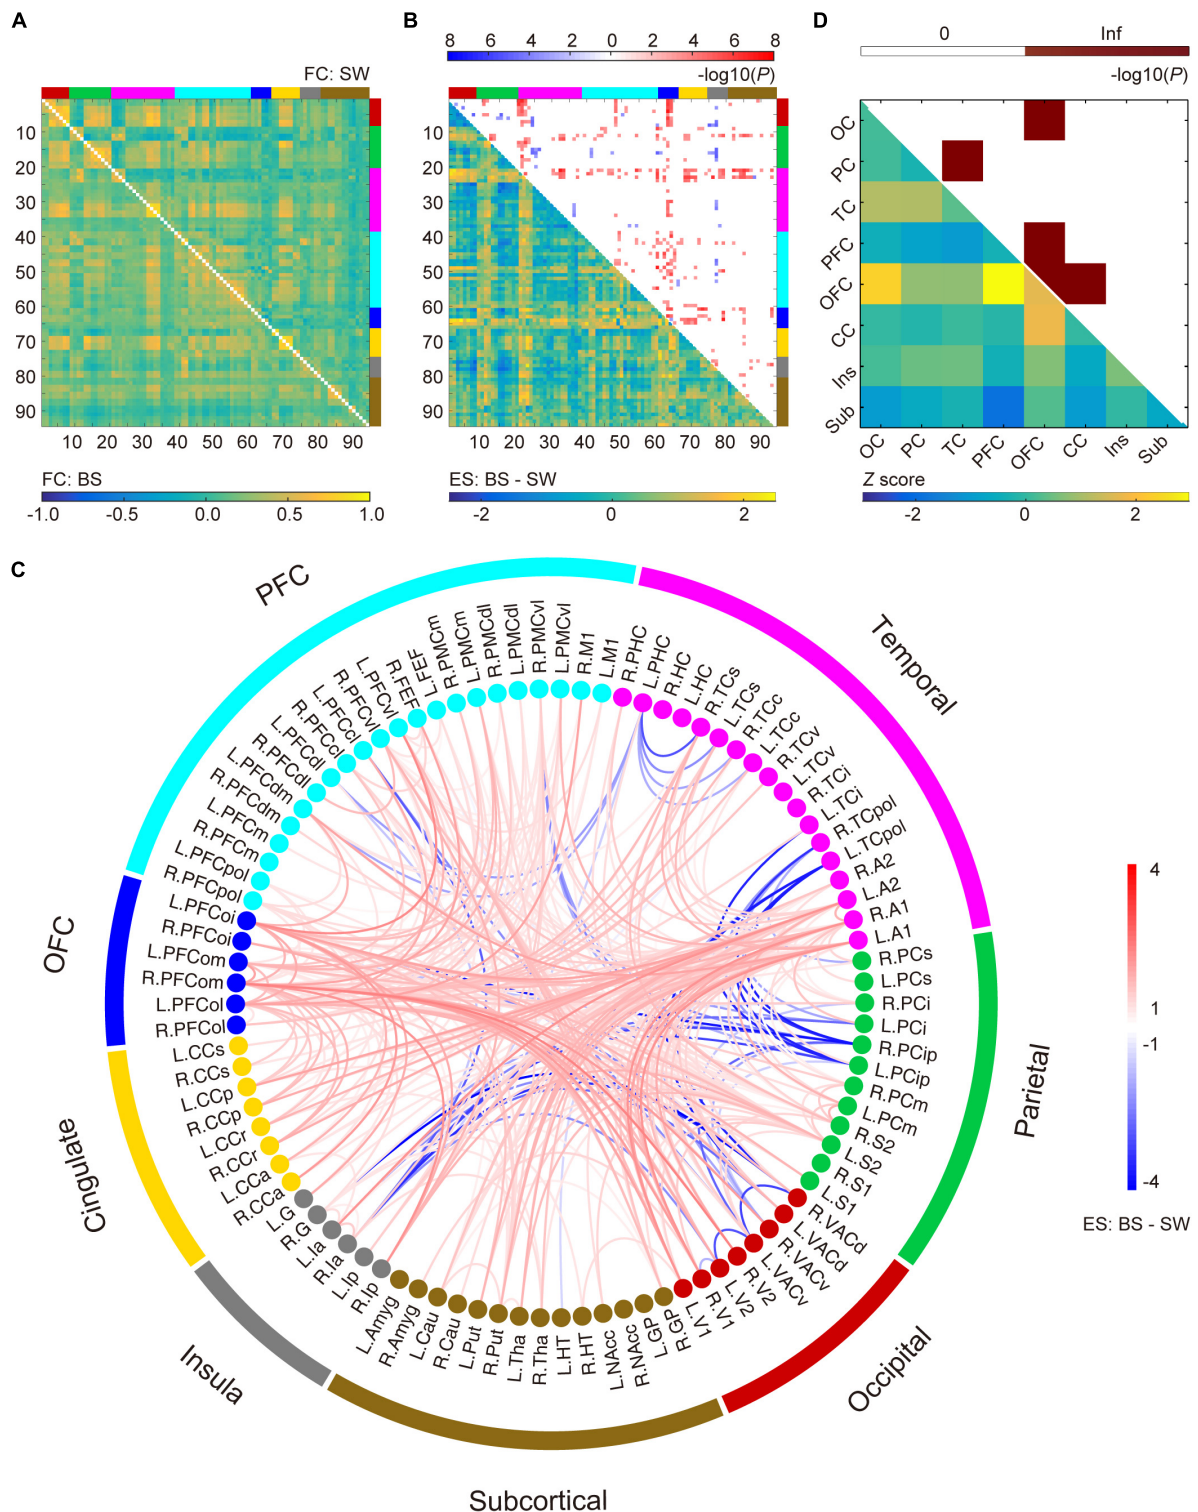 A
FC: SW
10
20
30
40
50
60
70
80
90
10 20 30 40 50 60 70 80 90
FC: BS
-1.0 -0.5 0.0 0.5 1.0
B
8 6 4 2 0 2 4 6 8
-log10(P)
10
20
30
40
50
60
70
80
90
10 20 30 40 50 60 70 80 90
ES: BS - SW
-2 0 2
D
0 Inf
-log10(P)
OC
PC
TC
PFC
OFC
CC
Ins
Sub
OC PC TC PFC OFC CC Ins Sub
Z score
-2 0 2
C
PFC
Temporal
Parietal
Occipital
Subcortical
Insula
Cingulate
OFC
R.PHC
L.PHC
R.HC
L.HC
R.TCs
L.TCs
R.TCc
L.TCc
R.TCv
L.TCv
R.TCi
L.TCi
R.TCpol
L.TCpol
R.A2
L.A2
R.A1
L.A1
R.PCs
L.PCs
R.PCi
L.PCi
R.PCip
L.PCip
R.PCm
L.PCm
R.S2
L.S2
R.S1
L.S1
R.VACd
L.VACd
R.VACv
L.VACv
R.V2
L.V2
R.V1
L.V1
R.GP
L.GP
R.NAcc
L.NAcc
R.HT
L.HT
R.Tha
L.Tha
R.Put
L.Put
R.Cau
L.Cau
R.Amyg
L.Amyg
R.Ip
L.Ip
R.Ia
L.Ia
R.G
L.G
R.CCa
L.CCa
R.CCr
L.CCr
R.CCp
L.CCp
R.CCs
L.CCs
R.PFCol
L.PFCol
R.PFCom
L.PFCom
R.PFCoi
L.PFCoi
R.PFCpol
L.PFCpol
R.PFCm
L.PFCm
R.PFCdm
L.PFCdm
R.PFCdl
L.PFCdl
R.PFCcl
L.PFCcl
R.PFCvl
L.PFCvl
R.FEF
L.FEF
R.PMCm
L.PMCm
R.PMCdl
L.PMCdl
R.PMCvl
L.PMCvl
R.M1
L.M1
4
1
-1
-4
ES: BS - SW